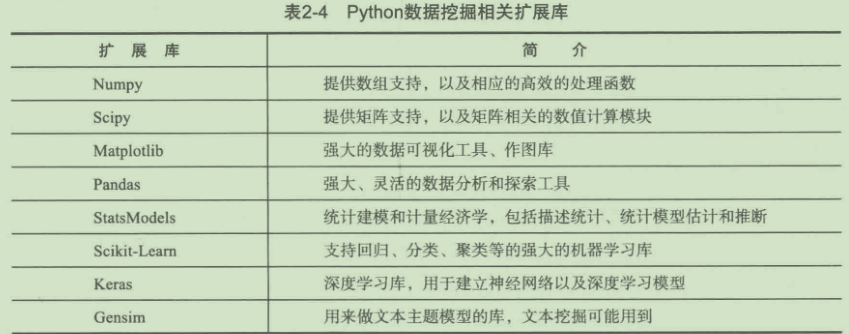 表2-4 Python数据挖掘相关扩展库
扩展库 简介
Numpy 提供数组支持，以及相应的高效的处理函数
Scipy 提供矩阵支持，以及矩阵相关的数值计算模块
Matplotlib 强大的数据可视化工具、作图库
Pandas 强大、灵活的数据分析和探索工具
StatsModels 统计建模和计量经济学，包括描述统计、统计模型估计和推断
Scikit-Learn 支持回归、分类、聚类等的强大的机器学习库
Keras 深度学习库，用于建立神经网络以及深度学习模型
Gensim 用来做文本主题模型的库，文本挖掘可能用到